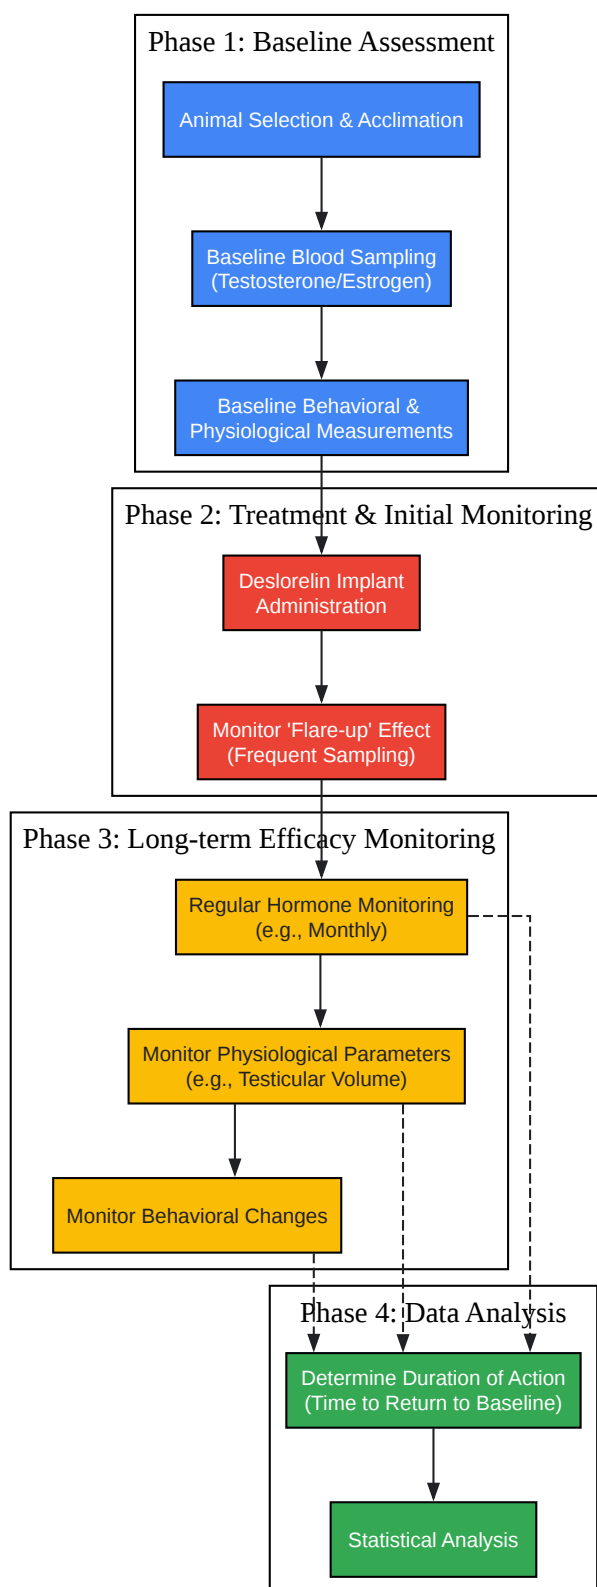 Phase 1: Baseline Assessment
Animal Selection & Acclimation
Baseline Blood Sampling
(Testosterone/Estrogen)
Baseline Behavioral &
Physiological Measurements
Phase 2: Treatment & Initial Monitoring
Deslorelin Implant
Administration
Monitor 'Flare-up' Effect
(Frequent Sampling)
Phase 3: Long-term Efficacy Monitoring
Regular Hormone Monitoring
(e.g., Monthly)
Monitor Physiological Parameters
(e.g., Testicular Volume)
Monitor Behavioral Changes
Phase 4: Data Analysis
Determine Duration of Action
(Time to Return to Baseline)
Statistical Analysis